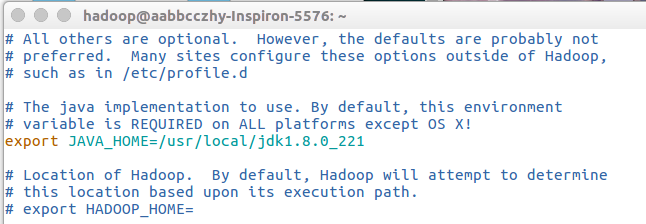 hadoop@aabbcczhy-Inspiron-5576: ~
# All others are optional.  However, the defaults are probably not
# preferred.  Many sites configure these options outside of Hadoop,
# such as in /etc/profile.d
# The java implementation to use. By default, this environment
# variable is REQUIRED on ALL platforms except OS X!
export JAVA_HOME=/usr/local/jdk1.8.0_221
# Location of Hadoop.  By default, Hadoop will attempt to determine
# this location based upon its execution path.
# export HADOOP_HOME=